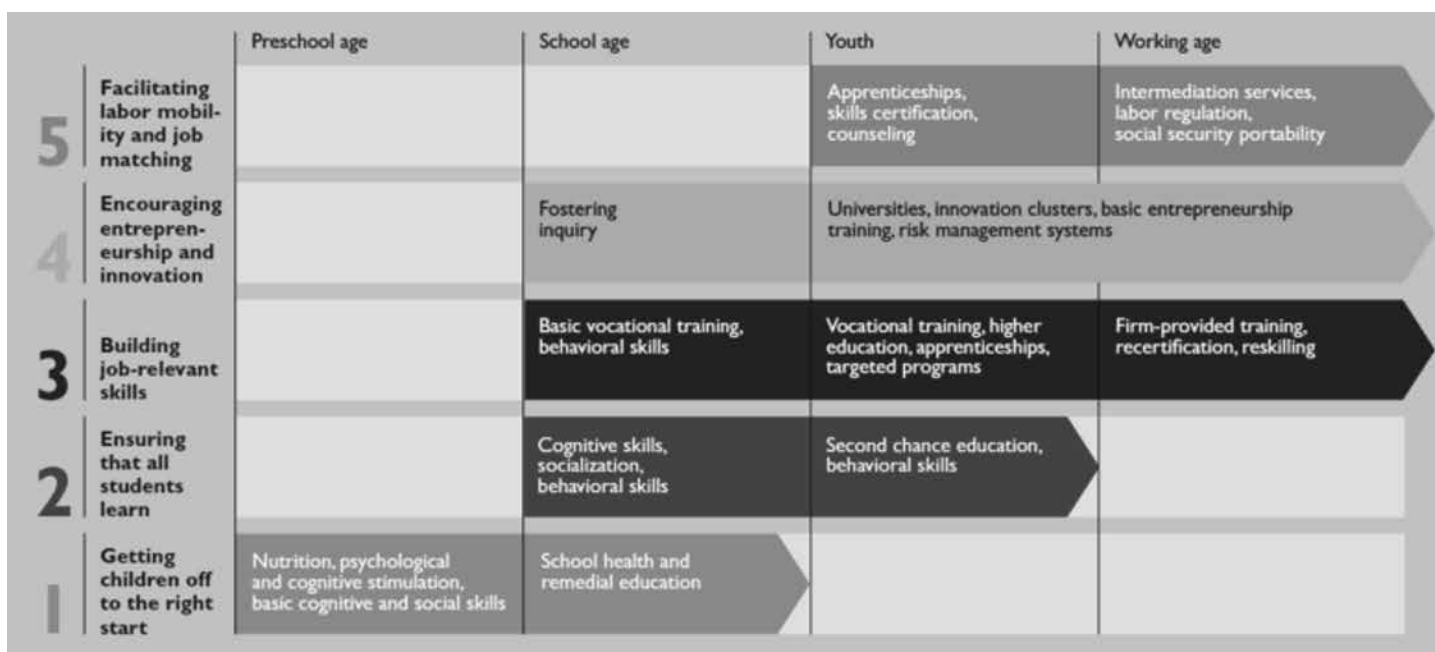 Preschool age
School age
Youth
Working age
5
Facilitating
labor mobil-
ity and job
matching
Apprenticeships,
skills certification,
counseling
Intermediation services,
labor regulation,
social security portability
4
Encouraging
entrepren-
eurship and
innovation
Fostering
inquiry
Universities, innovation clusters, basic entrepreneurship
training, risk management systems
3
Building
job-relevant
skills
Basic vocational training,
behavioral skills
Vocational training, higher
education, apprenticeships,
targeted programs
Firm-provided training,
recertification, reskilling
2
Ensuring
that all
students
learn
Cognitive skills,
socialization,
behavioral skills
Second chance education,
behavioral skills
1
Getting
children off
to the right
start
Nutrition, psychological
and cognitive stimulation,
basic cognitive and social skills
School health and
remedial education